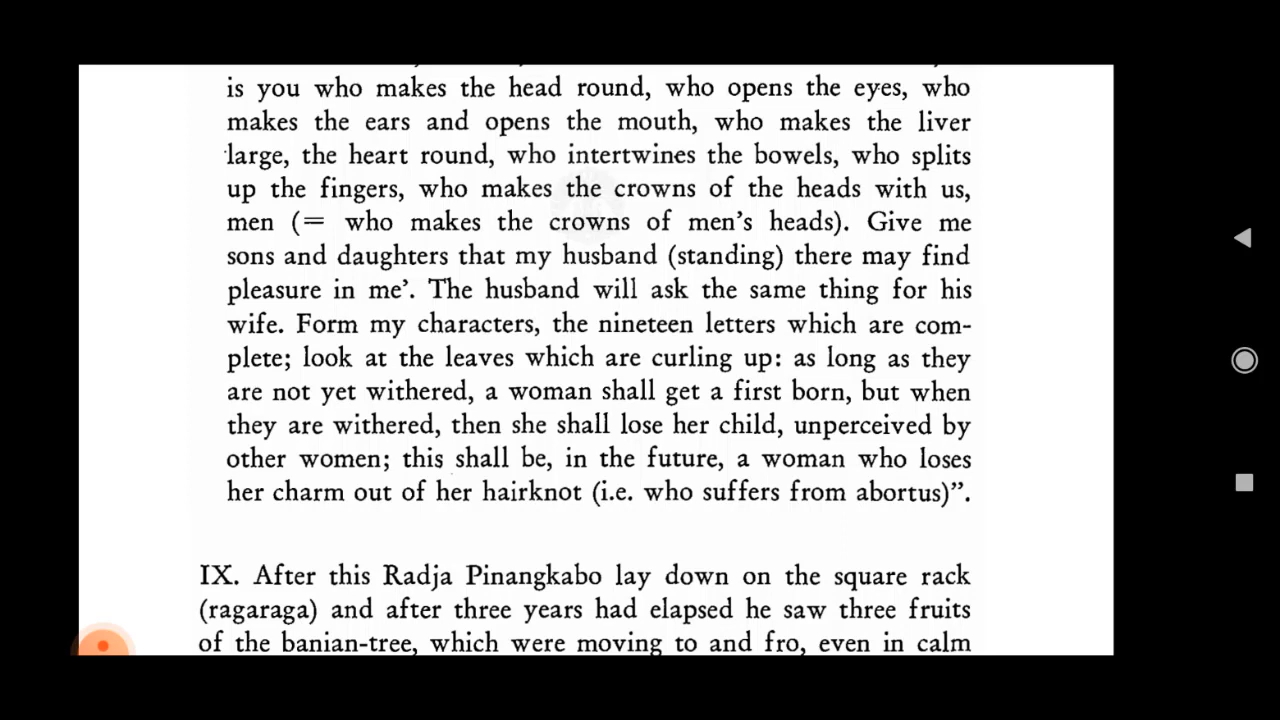 is you who makes the head round, who opens the eyes, who
makes the ears and opens the mouth, who makes the liver
large, the heart round, who intertwines the bowels, who splits
up the fingers, who makes the crowns of the heads with us,
men (= who makes the crowns of men's heads). Give me
sons and daughters that my husband (standing) there may find
pleasure in me'. The husband will ask the same thing for his
wife. Form my characters, the nineteen letters which are com-
plete; look at the leaves which are curling up: as long as they
are not yet withered, a woman shall get a first born, but when
they are withered, then she shall lose her child, unperceived by
other women; this shall be, in the future, a woman who loses
her charm out of her hairknot (i.e. who suffers from abortus)”.
IX. After this Radja Pinangkabo lay down on the square rack
(ragaraga) and after three years had elapsed he saw three fruits
of the banian-tree, which were moving to and fro, even in calm